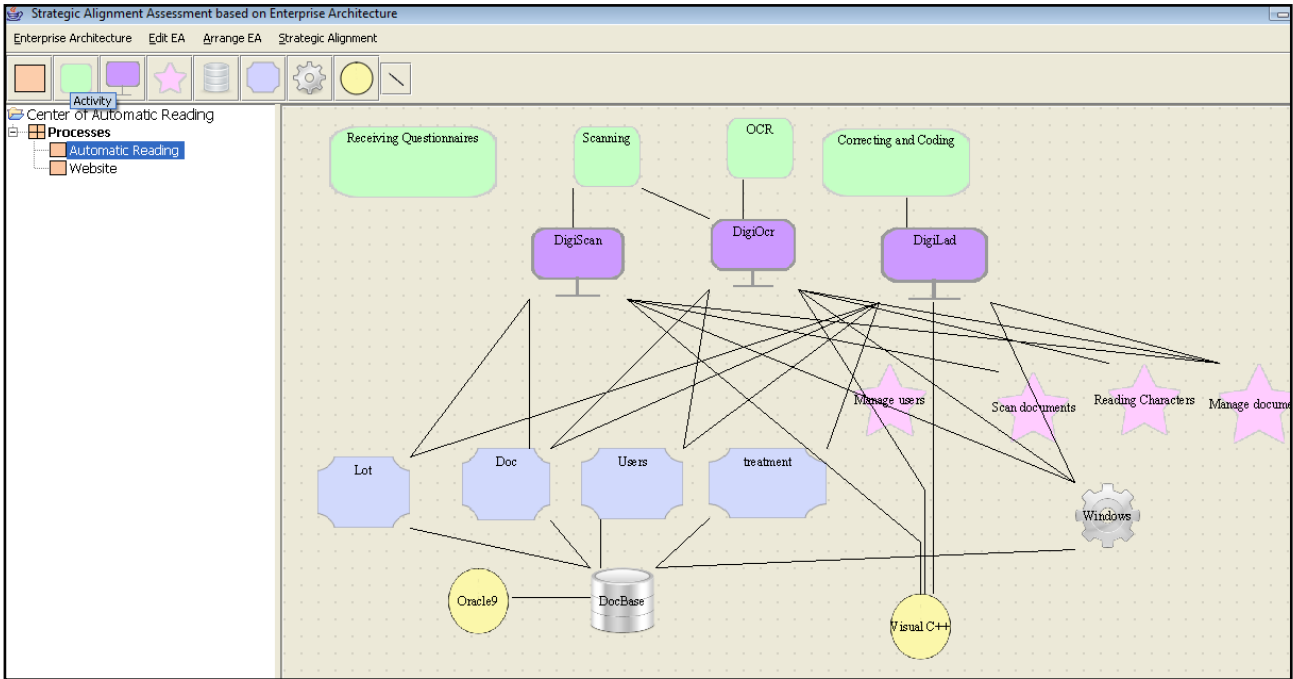 Strategic Alignment Assessment based on Enterprise Architecture
Enterprise Architecture Edit EA Arrange EA Strategic Alignment
Activity
Center of Automatic Reading
Processes
Automatic Reading
Website
Receiving Questionnaires
Scanning
OCR
Correcting and Coding
DigiScan
DigiOcr
DigiLad
Manage users
Scan documents
Reading Characters
Manage docume
Lot
Doc
Users
treatment
Windows
Oracle9
DocBase
Visual C++